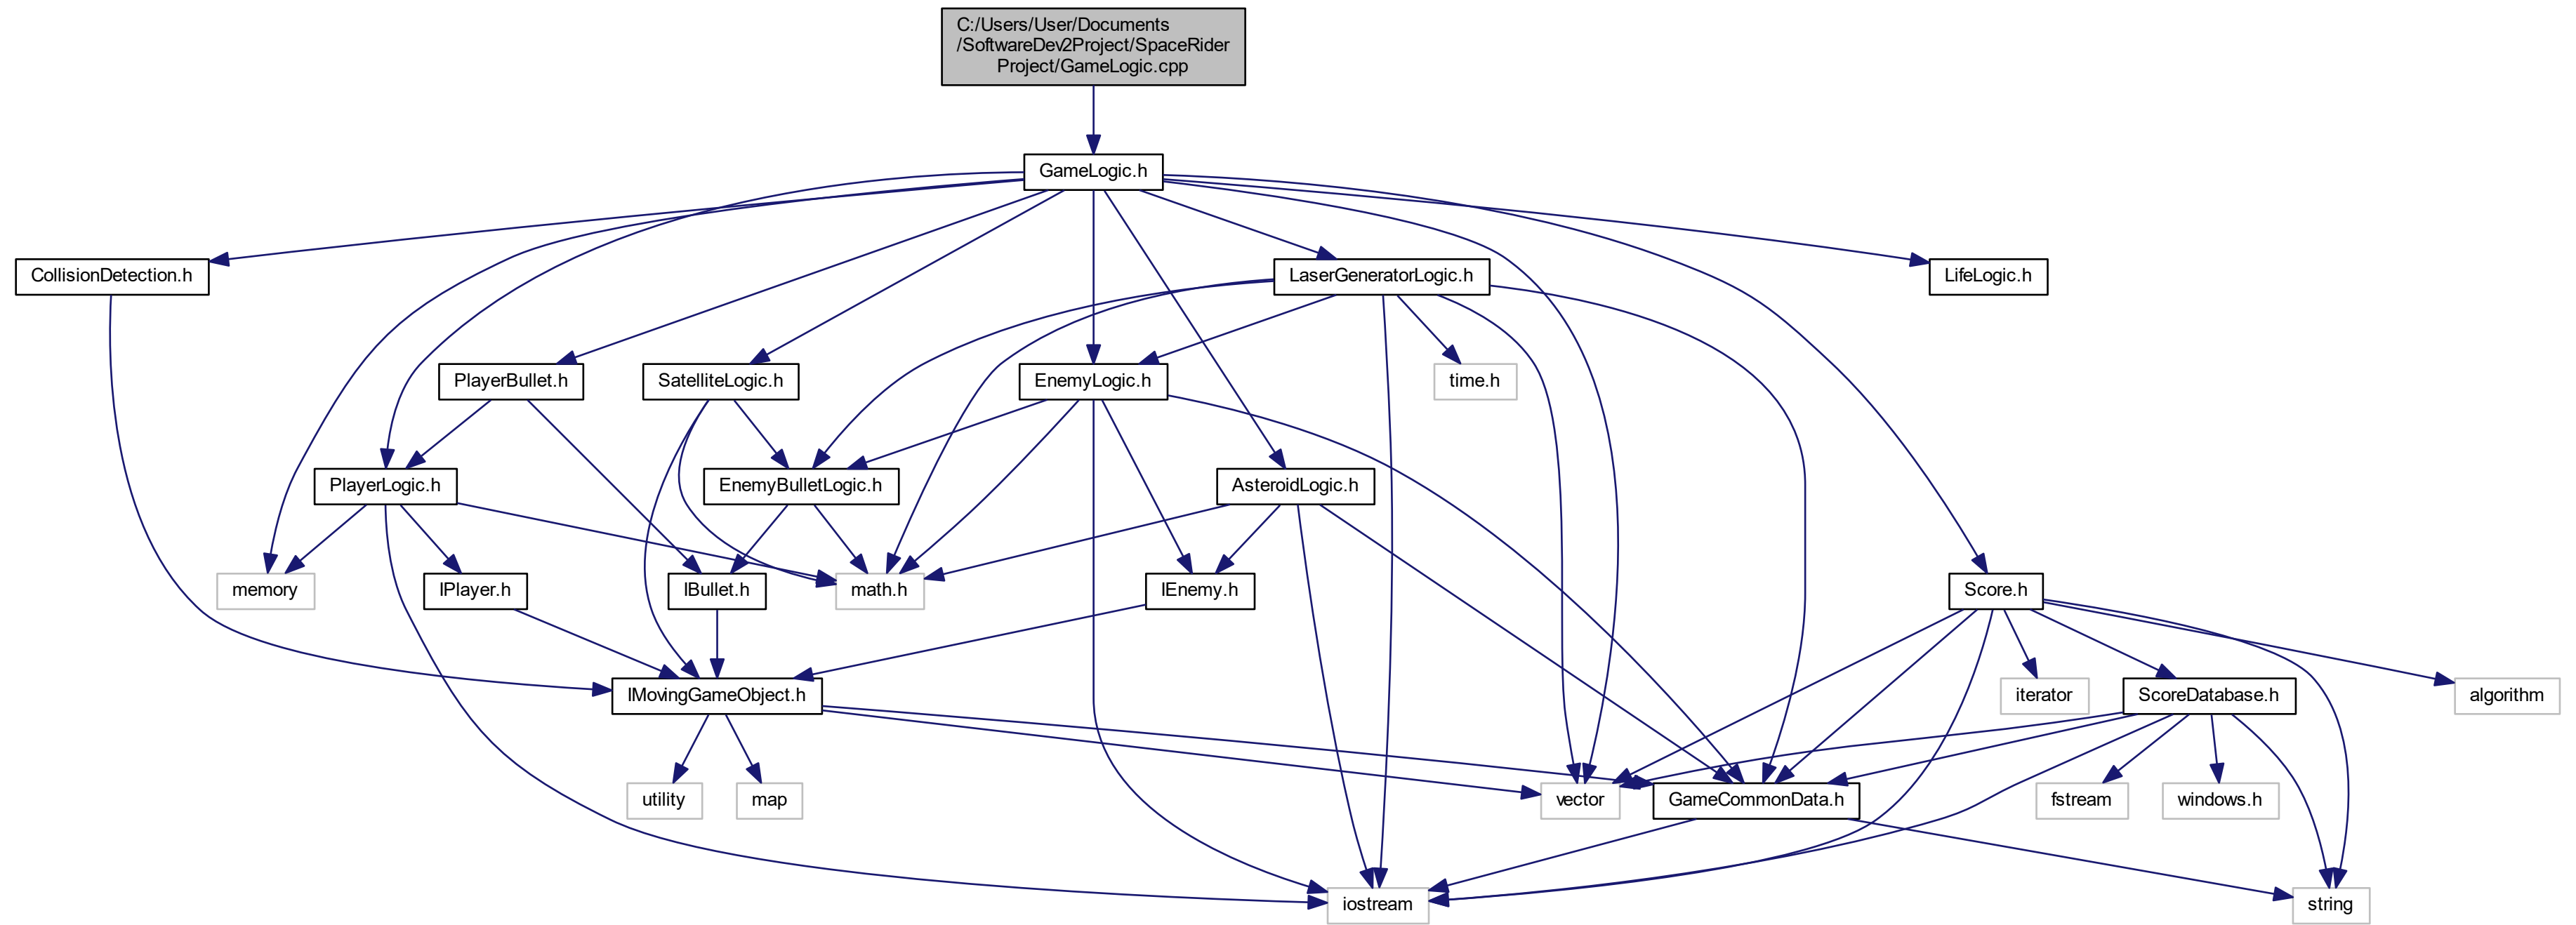 C:/Users/User/Documents
/SoftwareDev2Project/SpaceRider
Project/GameLogic.cpp
GameLogic.h
CollisionDetection.h
LaserGeneratorLogic.h
LifeLogic.h
PlayerBullet.h
SatelliteLogic.h
EnemyLogic.h
time.h
PlayerLogic.h
EnemyBulletLogic.h
AsteroidLogic.h
memory
IPlayer.h
IBullet.h
math.h
IEnemy.h
Score.h
IMovingGameObject.h
iterator
ScoreDatabase.h
algorithm
utility
map
vector
GameCommonData.h
fstream
windows.h
iostream
string